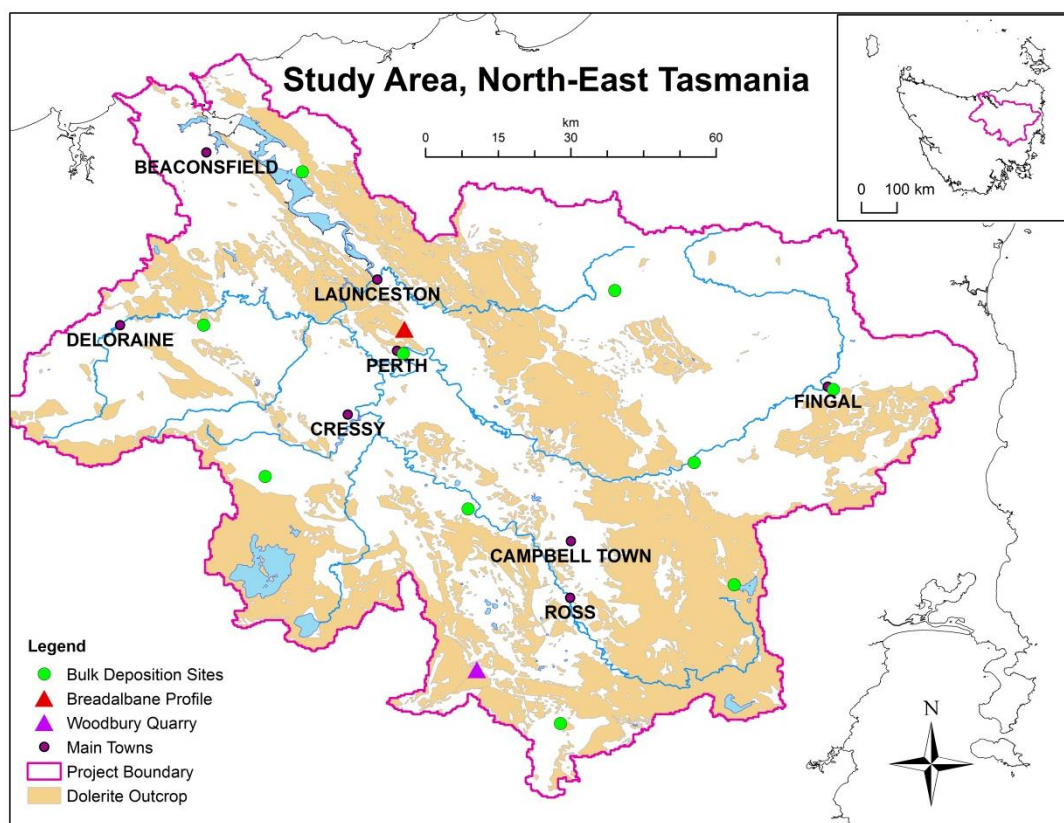 Study Area, North-East Tasmania
km
0 15 30 60
0 100 km
BEACONSFIELD
LAUNCESTON
DELORAINE
PERTH
FINGAL
CRESSY
CAMPBELL TOWN
ROSS
Legend
Bulk Deposition Sites
Breadalbane Profile
Woodbury Quarry
Main Towns
Project Boundary
Dolerite Outcrop
N